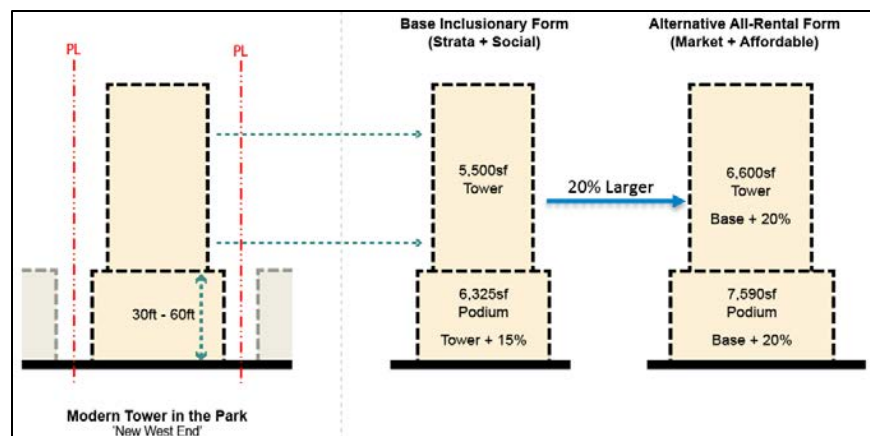 PL
PL
30ft - 60ft
Modern Tower in the Park
'New West End'
Base Inclusionary Form
(Strata + Social)
5,500sf
Tower
6,325sf
Podium
Tower + 15%
20% Larger
Alternative All-Rental Form
(Market + Affordable)
6,600sf
Tower
Base + 20%
7,590sf
Podium
Base + 20%